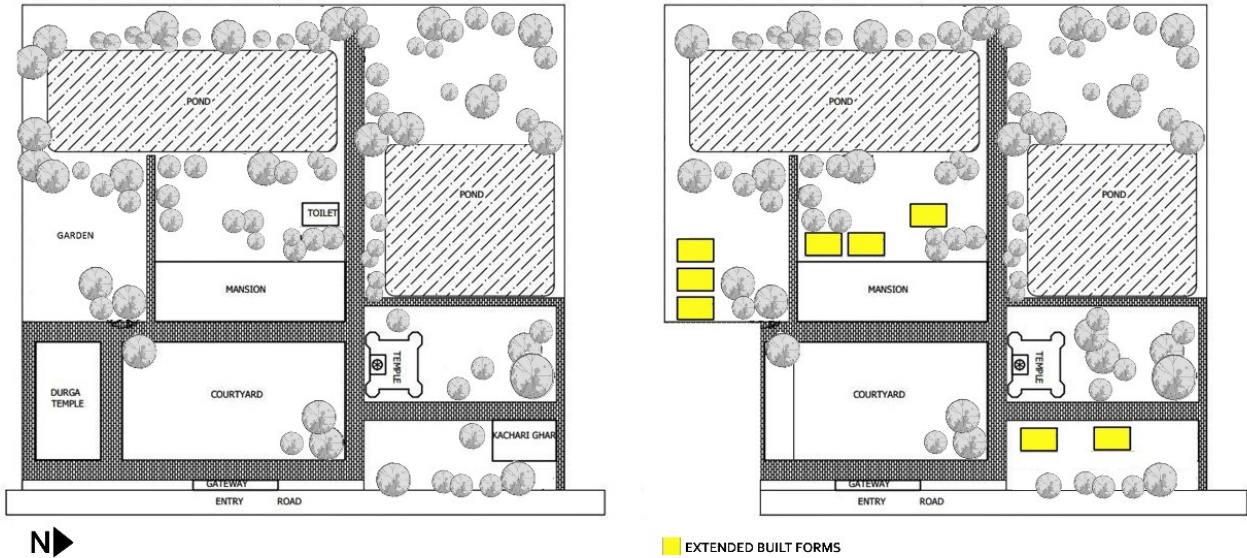 POND
POND
TOILET
GARDEN
MANSION
TEMPLE
DURGA
TEMPLE
COURTYARD
KACHARI GHAR
GATEWAY
ENTRY ROAD
N
POND
POND
MANSION
TEMPLE
COURTYARD
GATEWAY
ENTRY ROAD
EXTENDED BUILT FORMS